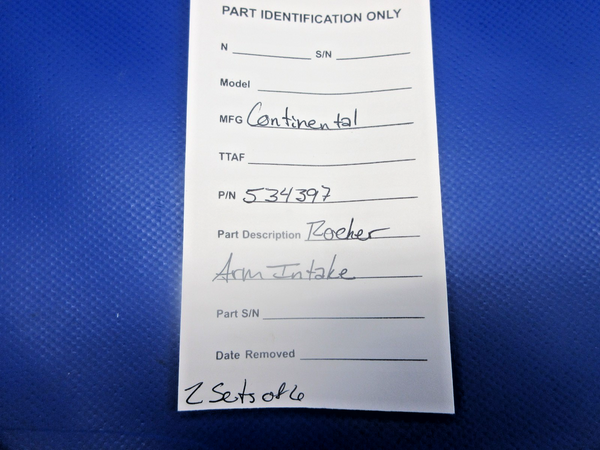 PART IDENTIFICATION ONLY
N S/N
Model
MFG Continental
TTAF
P/N 534397
Part Description Rocker
Arm Intake
Part S/N
Date Removed
2 Sets of 6